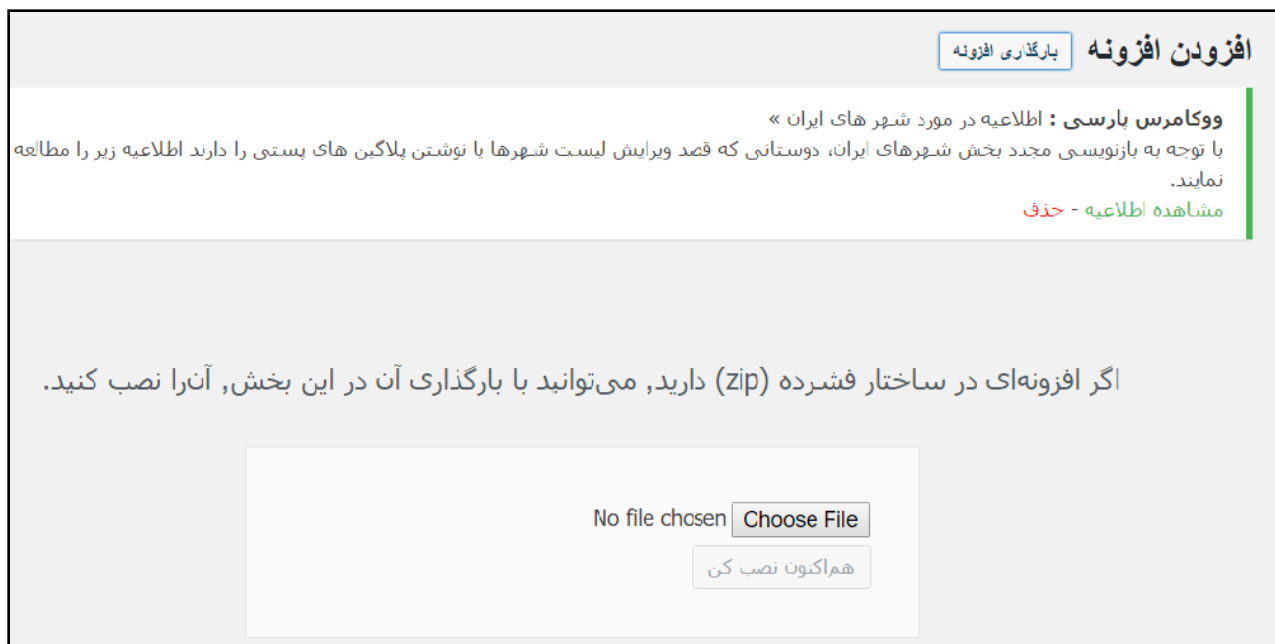 افزودن افزونه بارگذاری افزونه
ووکامرس پارسی : اطلاعیه در مورد شهر های ایران »
با توجه به بازنویسی مجدد بخش شهرهای ایران، دوستانی که قصد ویرایش لیست شهرها یا نوشتن پلاگین های پستی را دارند اطلاعیه زیر را مطالعه
نمایند.
مشاهده اطلاعیه - حذف
اگر افزونه‌ای در ساختار فشرده (zip) دارید, می‌توانید با بارگذاری آن در این بخش, آن‌را نصب کنید.
Choose File No file chosen
هم‌اکنون نصب کن